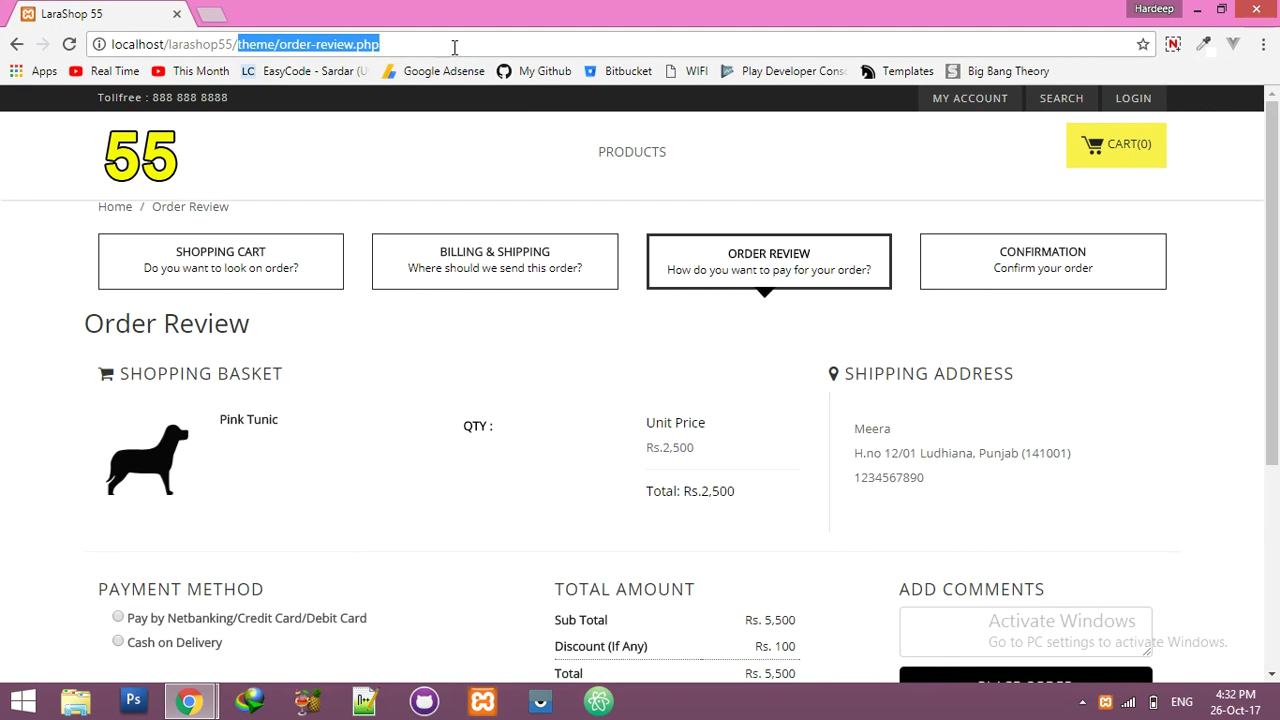 LaraShop 55
Hardeep
localhost/larashop55/theme/order-review.php
Apps Real Time This Month LC EasyCode - Sardar (U Google Adsense My Github Bitbucket WIFI Play Developer Cons Templates Big Bang Theory
Tollfree : 888 888 8888 MY ACCOUNT SEARCH LOGIN
55 PRODUCTS CART(0)
Home / Order Review
SHOPPING CART BILLING & SHIPPING ORDER REVIEW CONFIRMATION
Do you want to look on order? Where should we send this order? How do you want to pay for your order? Confirm your order
Order Review
SHOPPING BASKET SHIPPING ADDRESS
Pink Tunic QTY : Unit Price
Rs.2,500
Total: Rs.2,500
Meera
H.no 12/01 Ludhiana, Punjab (141001)
1234567890
PAYMENT METHOD TOTAL AMOUNT ADD COMMENTS
Pay by Netbanking/Credit Card/Debit Card
Cash on Delivery
Sub Total Rs. 5,500
Discount (If Any) Rs. 100
Total Rs. 5,500
Activate Windows
Go to PC settings to activate Windows.
ENG 4:32 PM
26-Oct-17